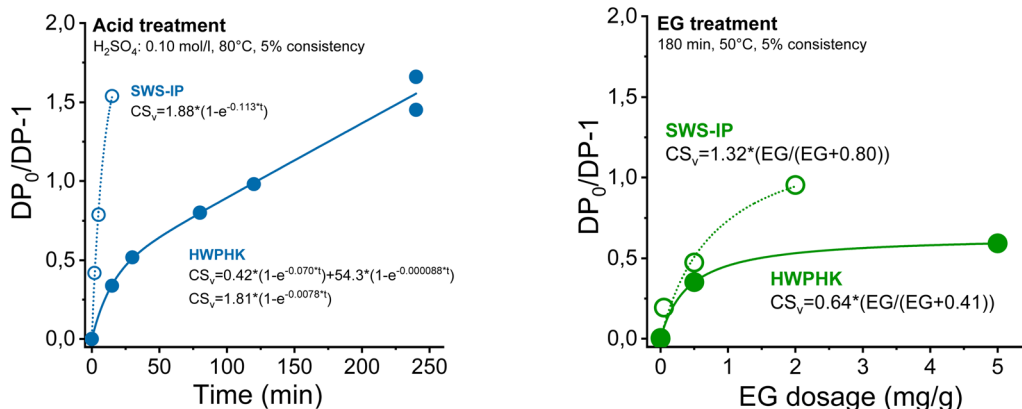 Acid treatment
H₂SO₄: 0.10 mol/l, 80°C, 5% consistency
SWS-IP
CSᵥ=1.88*(1-e⁻⁰·¹¹³*ᵗ)
HWPHK
CSᵥ=0.42*(1-e⁻⁰·⁰⁷⁰*ᵗ)+54.3*(1-e⁻⁰·⁰⁰⁰⁰⁸⁸*ᵗ)
CSᵥ=1.81*(1-e⁻⁰·⁰⁰⁷⁸*ᵗ)
DP₀/DP-1
2,0
1,5
1,0
0,5
0,0
0 50 100 150 200 250
Time (min)
EG treatment
180 min, 50°C, 5% consistency
SWS-IP
CSᵥ=1.32*(EG/(EG+0.80))
HWPHK
CSᵥ=0.64*(EG/(EG+0.41))
DP₀/DP-1
2,0
1,5
1,0
0,5
0,0
0 1 2 3 4 5
EG dosage (mg/g)